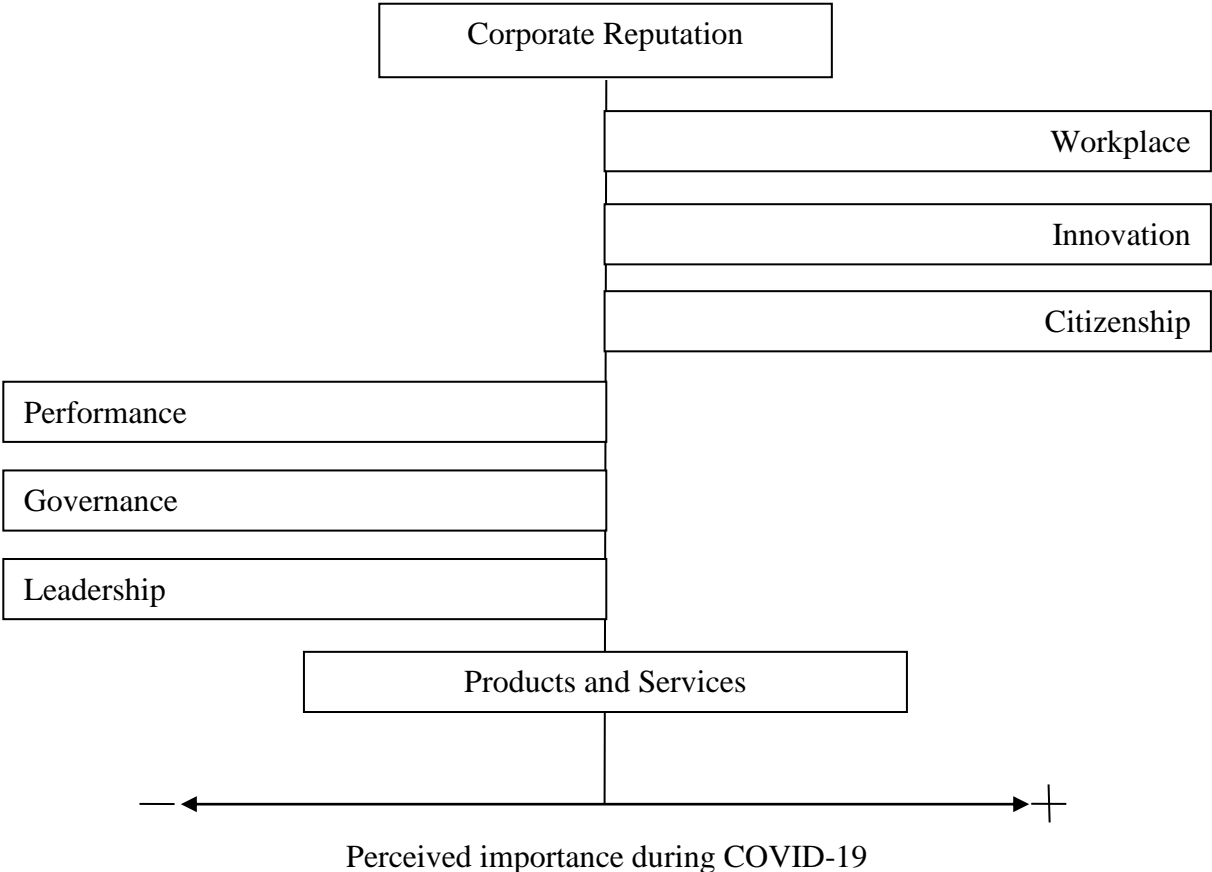 Corporate Reputation
Workplace
Innovation
Citizenship
Performance
Governance
Leadership
Products and Services
Perceived importance during COVID-19